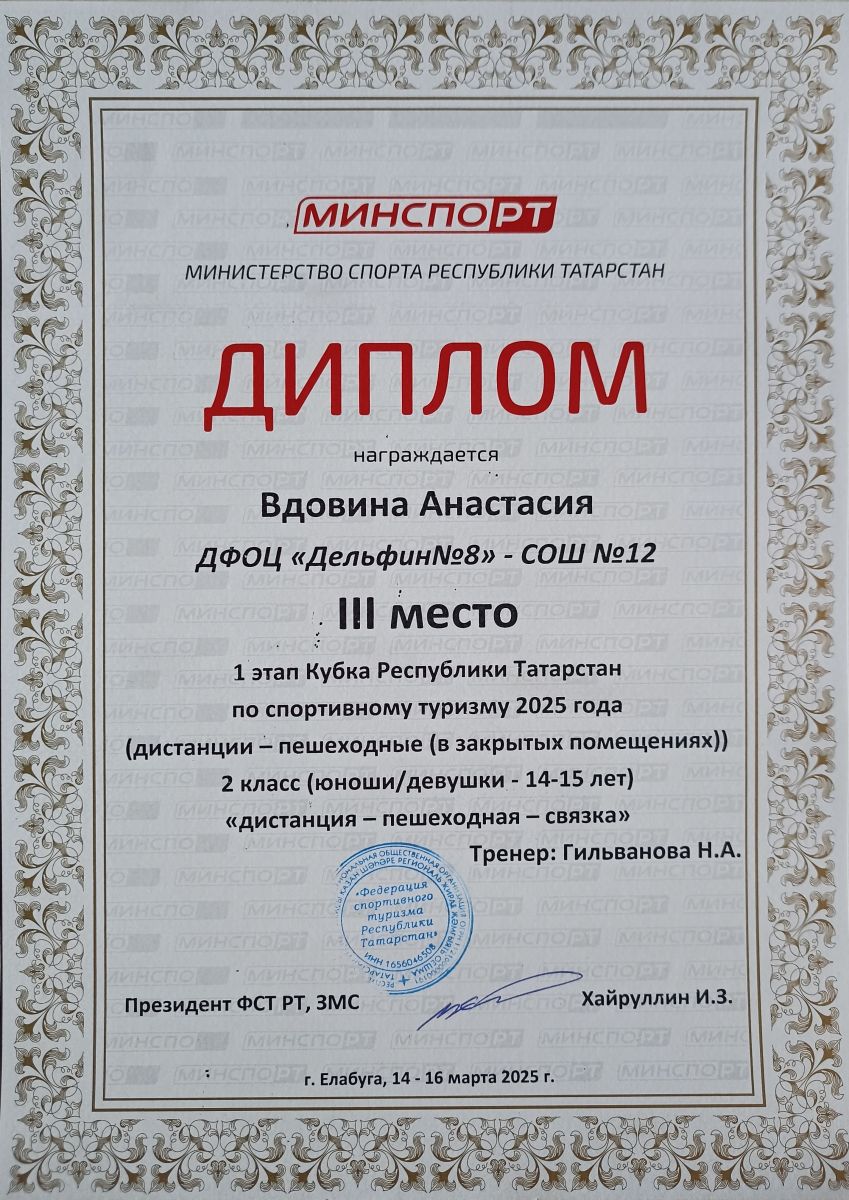 МИНСПОРТ
МИНИСТЕРСТВО СПОРТА РЕСПУБЛИКИ ТАТАРСТАН
ДИПЛОМ
награждается
Вдовина Анастасия
ДФОЦ «Дельфин№8» - СОШ №12
III место
1 этап Кубка Республики Татарстан
по спортивному туризму 2025 года
(дистанции – пешеходные (в закрытых помещениях))
2 класс (юноши/девушки - 14-15 лет)
«дистанция – пешеходная – связка»
Тренер: Гильванова Н.А.
«Федерация
спортивного
туризма
Республики
Татарстан»
ИНН 1656046508
Президент ФСТ РТ, ЗМС
Хайруллин И.З.
г. Елабуга, 14 - 16 марта 2025 г.